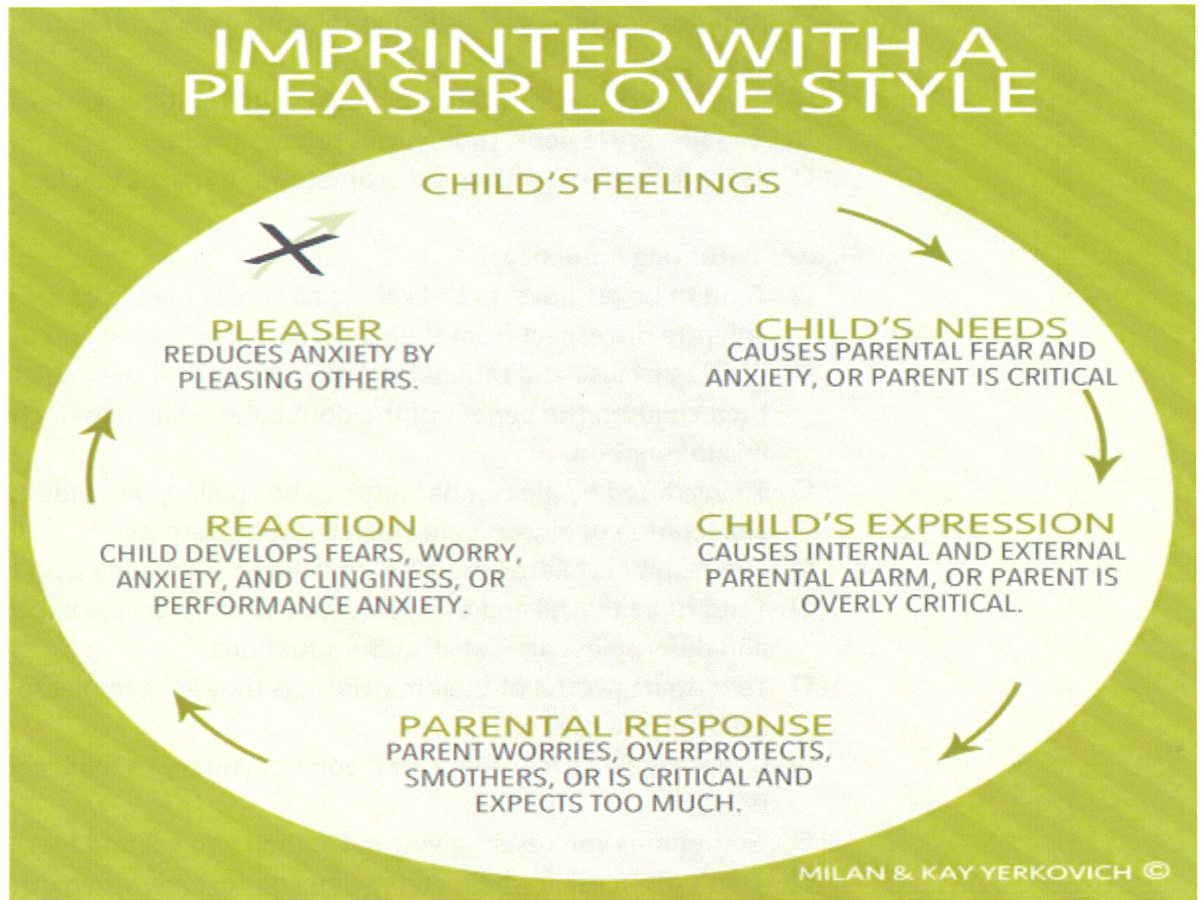 IMPRINTED WITH A
PLEASER LOVE STYLE
CHILD'S FEELINGS
CHILD'S NEEDS
CAUSES PARENTAL FEAR AND
ANXIETY, OR PARENT IS CRITICAL
CHILD'S EXPRESSION
CAUSES INTERNAL AND EXTERNAL
PARENTAL ALARM, OR PARENT IS
OVERLY CRITICAL.
PARENTAL RESPONSE
PARENT WORRIES, OVERPROTECTS,
SMOTHERS, OR IS CRITICAL AND
EXPECTS TOO MUCH.
REACTION
CHILD DEVELOPS FEARS, WORRY,
ANXIETY, AND CLINGINESS, OR
PERFORMANCE ANXIETY.
PLEASER
REDUCES ANXIETY BY
PLEASING OTHERS.
MILAN & KAY YERKOVICH ©